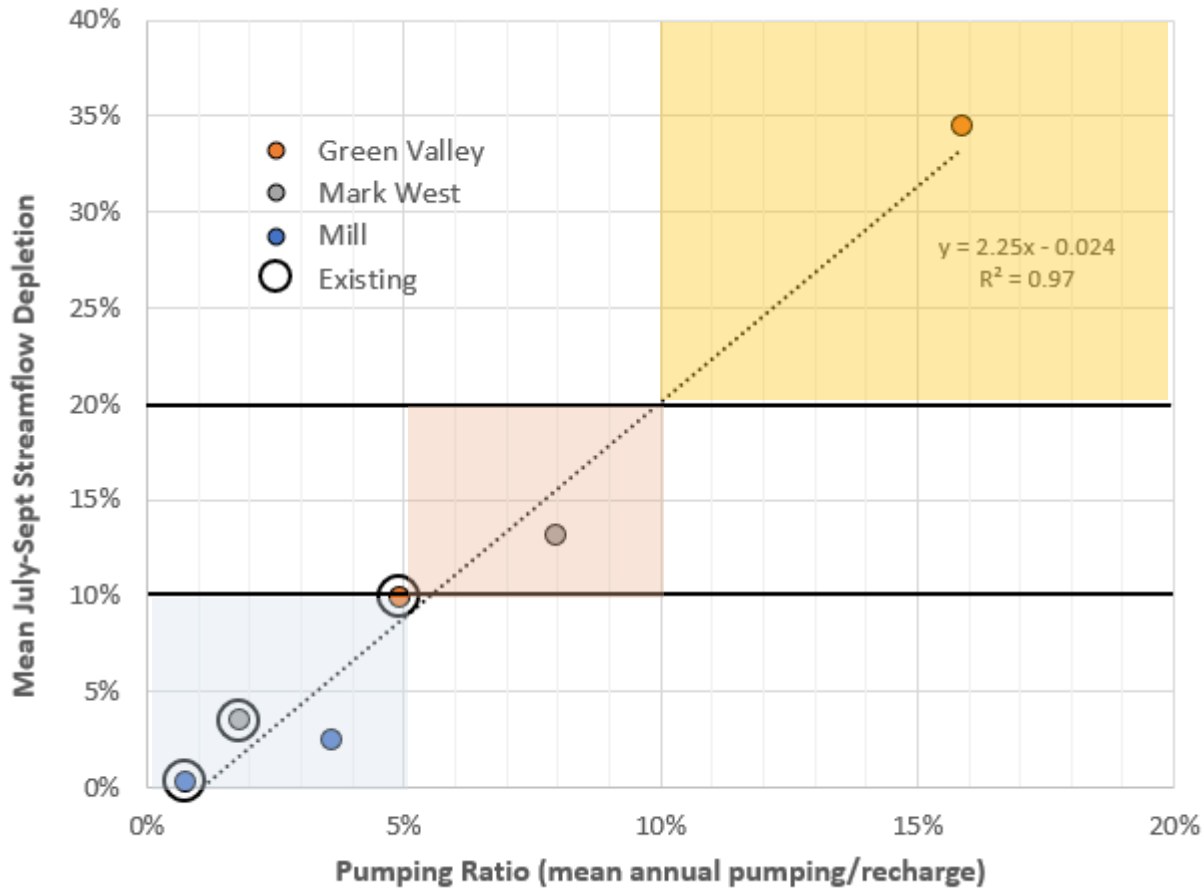 40%
35%
30%
25%
20%
15%
10%
5%
0%
Mean July-Sept Streamflow Depletion
Green Valley
Mark West
Mill
Existing
y = 2.25x - 0.024
R² = 0.97
0%
5%
10%
15%
20%
Pumping Ratio (mean annual pumping/recharge)